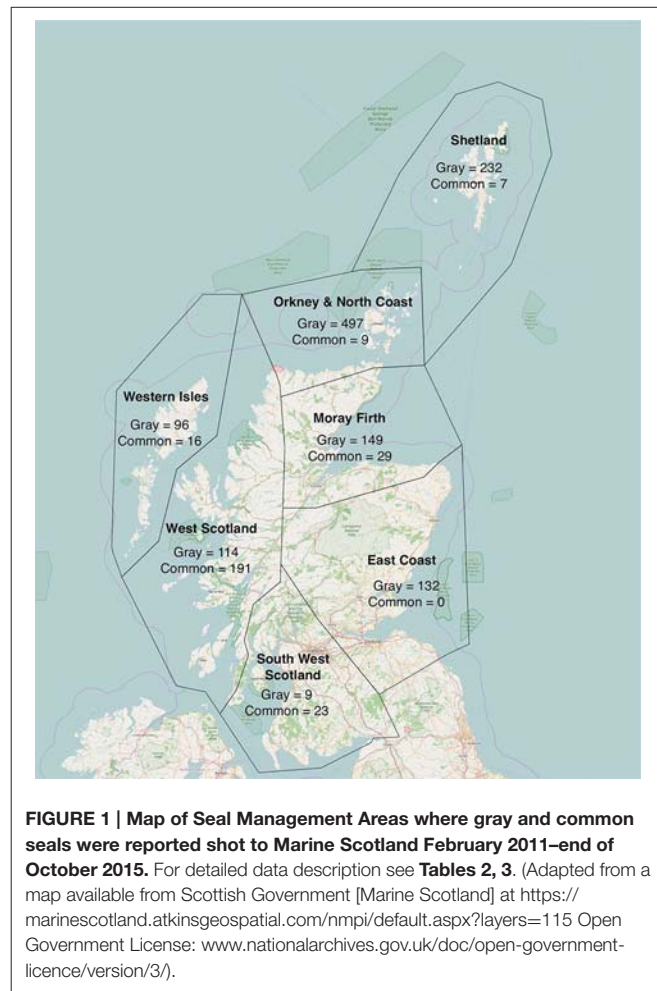 Shetland
Gray = 232
Common = 7
Orkney & North Coast
Gray = 497
Common = 9
Western Isles
Gray = 96
Common = 16
Moray Firth
Gray = 149
Common = 29
West Scotland
Gray = 114
Common = 191
East Coast
Gray = 132
Common = 0
South West
Scotland
Gray = 9
Common = 23
FIGURE 1 | Map of Seal Management Areas where gray and common
seals were reported shot to Marine Scotland February 2011–end of
October 2015. For detailed data description see Tables 2, 3. (Adapted from a
map available from Scottish Government [Marine Scotland] at https://
marinescotland.atkinsgeospatial.com/nmpi/default.aspx?layers=115 Open
Government License: www.nationalarchives.gov.uk/doc/open-government-
licence/version/3/).